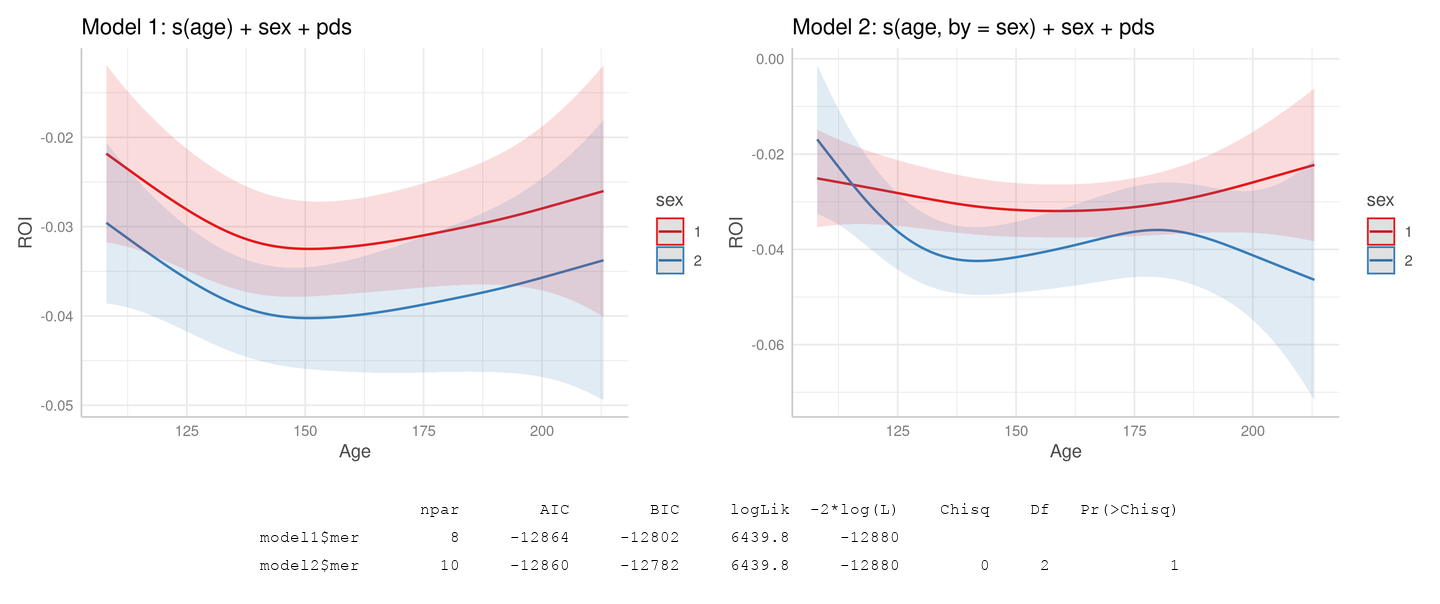 Model 1: s(age) + sex + pds
-0.02
-0.03
-0.04
-0.05
ROI
125 150 175 200
Age
sex
1
2
Model 2: s(age, by = sex) + sex + pds
0.00
-0.02
-0.04
-0.06
ROI
125 150 175 200
Age
sex
1
2
npar AIC BIC logLik -2*log(L) Chisq Df Pr(>Chisq)
model1$mer 8 -12864 -12802 6439.8 -12880
model2$mer 10 -12860 -12782 6439.8 -12880 0 2 1